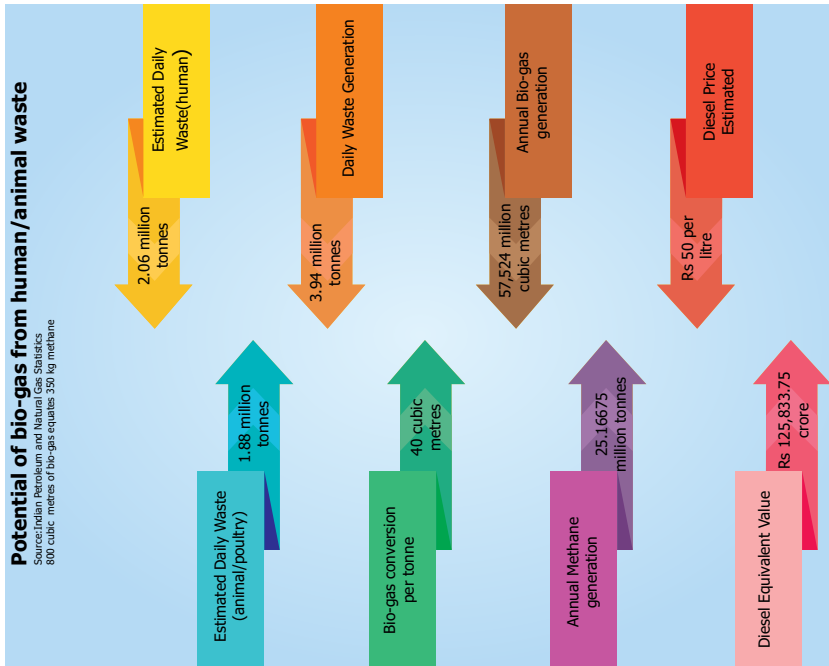 Potential of bio-gas from human/animal waste
Source:Indian Petroleum and Natural Gas Statistics
800 cubic metres of bio-gas equates 350 kg methane
Estimated Daily
Waste(human)
2.06 million
tonnes
Estimated Daily Waste
(animal/poultry)
1.88 million
tonnes
Daily Waste Generation
3.94 million
tonnes
Bio-gas conversion
per tonne
40 cubic
metres
Annual Bio-gas
generation
57,524 million
cubic metres
Annual Methane
generation
25.16675
million tonnes
Diesel Price
Estimated
Rs 50 per
litre
Diesel Equivalent Value
Rs 125,833.75
crore